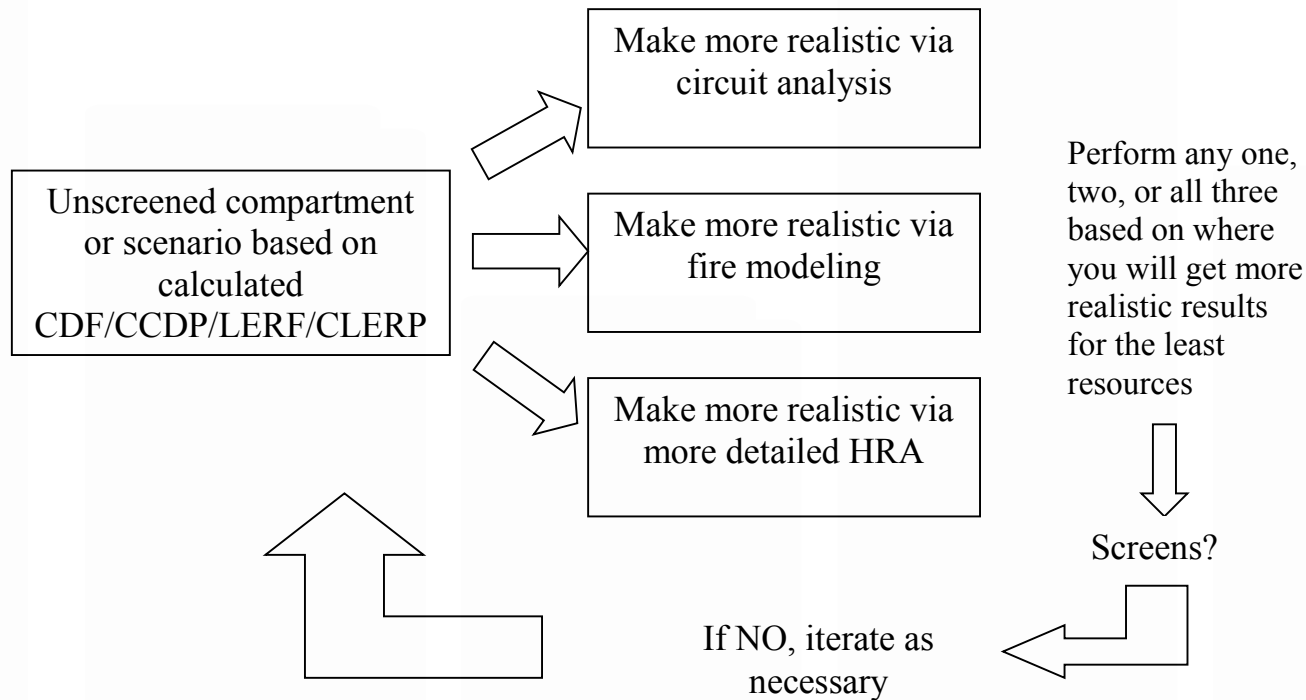 Unscreened compartment
or scenario based on
calculated
CDF/CCDP/LERF/CLERP
Make more realistic via
circuit analysis
Make more realistic via
fire modeling
Make more realistic via
more detailed HRA
Perform any one,
two, or all three
based on where
you will get more
realistic results
for the least
resources
Screens?
If NO, iterate as
necessary